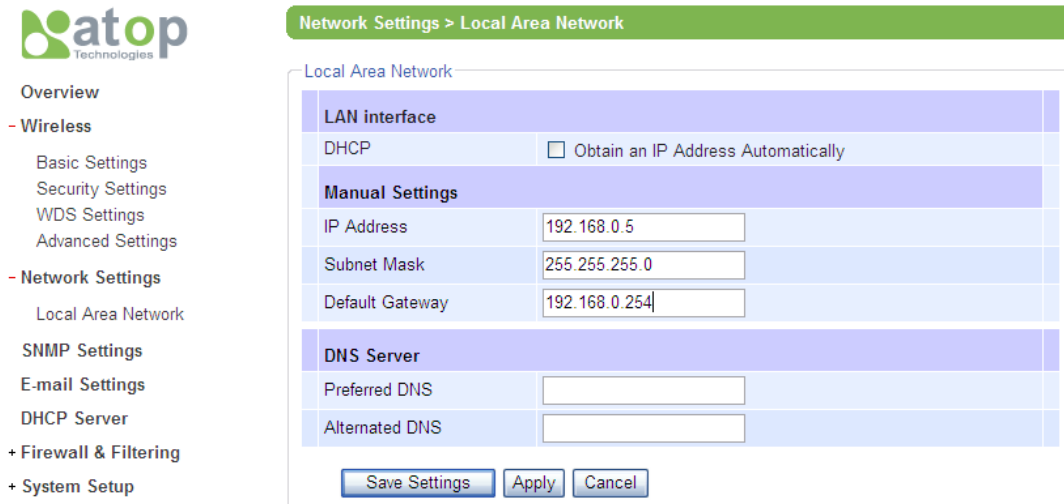 atop
Technologies
Overview
- Wireless
Basic Settings
Security Settings
WDS Settings
Advanced Settings
- Network Settings
Local Area Network
SNMP Settings
E-mail Settings
DHCP Server
+ Firewall & Filtering
+ System Setup
Network Settings > Local Area Network
Local Area Network
LAN interface
DHCP Obtain an IP Address Automatically
Manual Settings
IP Address 192.168.0.5
Subnet Mask 255.255.255.0
Default Gateway 192.168.0.254
DNS Server
Preferred DNS
Alternated DNS
Save Settings Apply Cancel